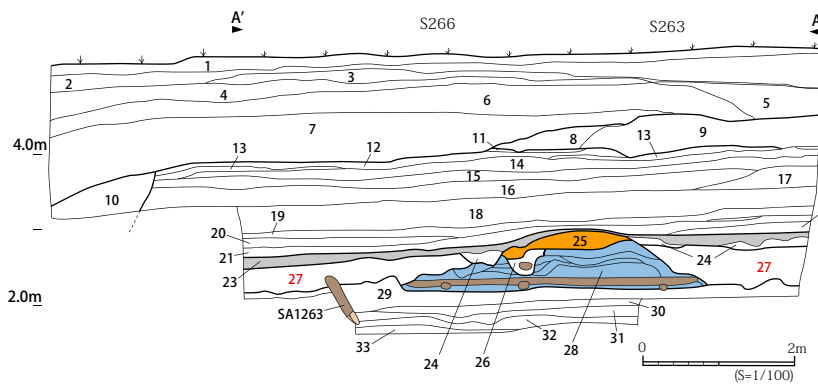 A' S266 S263 A
1
2 3
4 6 5
7
4.0m 11 8 13 9
13 12
14
15 17
10 16
19 18
20
21 25 24
23
27 27
2.0m 29 28
SA1263 30
31
32
33 24 26 28
0 2m
(S=1/100)